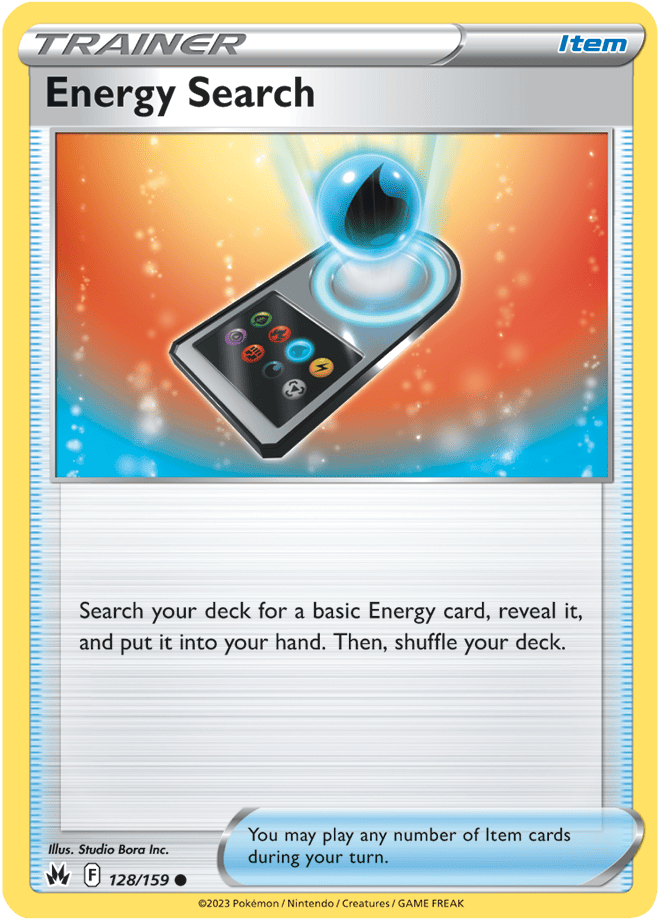 TRAINER
Item
Energy Search
Search your deck for a basic Energy card, reveal it,
and put it into your hand. Then, shuffle your deck.
Illus. Studio Bora Inc.
You may play any number of Item cards
during your turn.
F
128/159
©2023 Pokémon / Nintendo / Creatures / GAME FREAK